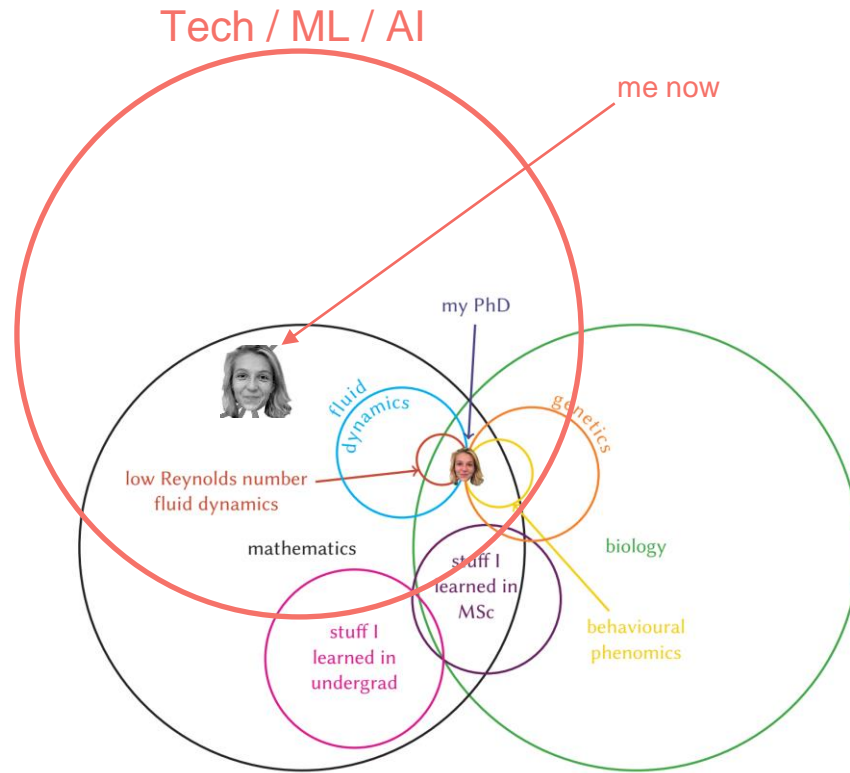 Tech / ML / AI
me now
my PhD
fluid
dynamics
genetics
low Reynolds number
fluid dynamics
mathematics
biology
stuff I
learned in
MSc
stuff I
learned in
undergrad
behavioural
phenomics